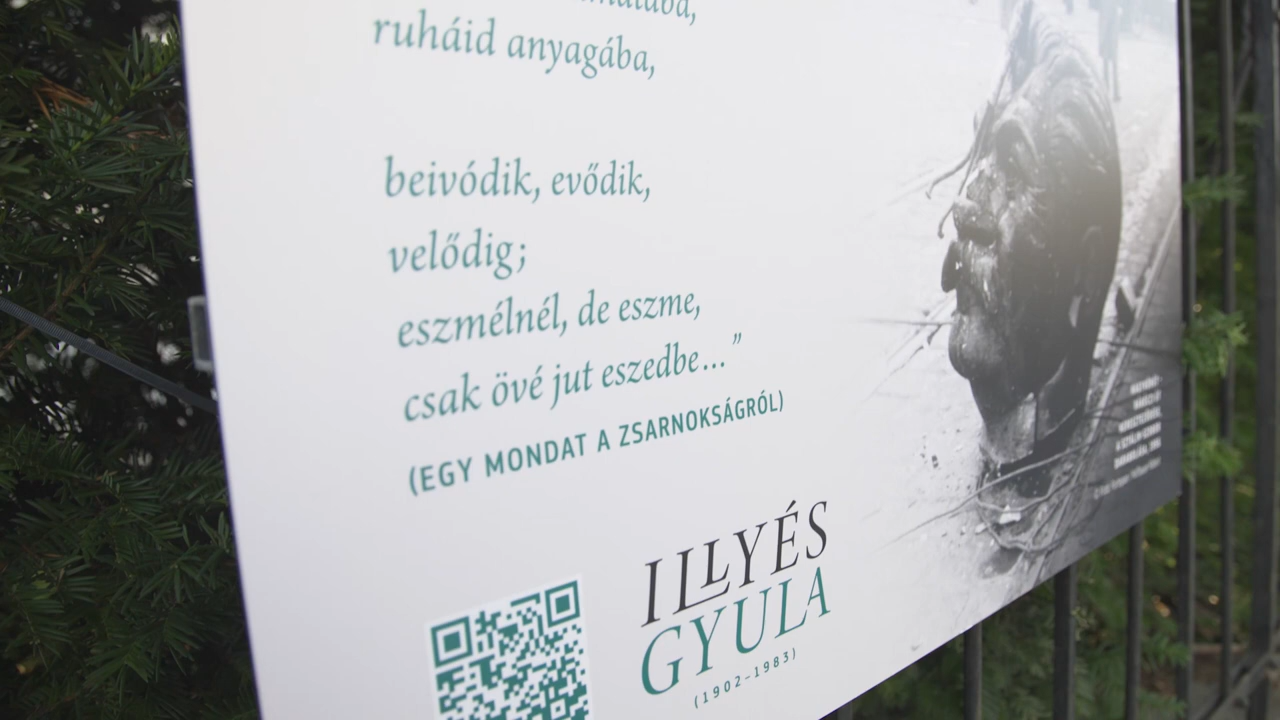 ruháid anyagába,
beivódik, evődik,
velődig;
eszmélnél, de eszme,
csak övé jut eszedbe…”
(EGY MONDAT A ZSARNOKSÁGRÓL)
ILLYÉS
GYULA
(1902–1983)